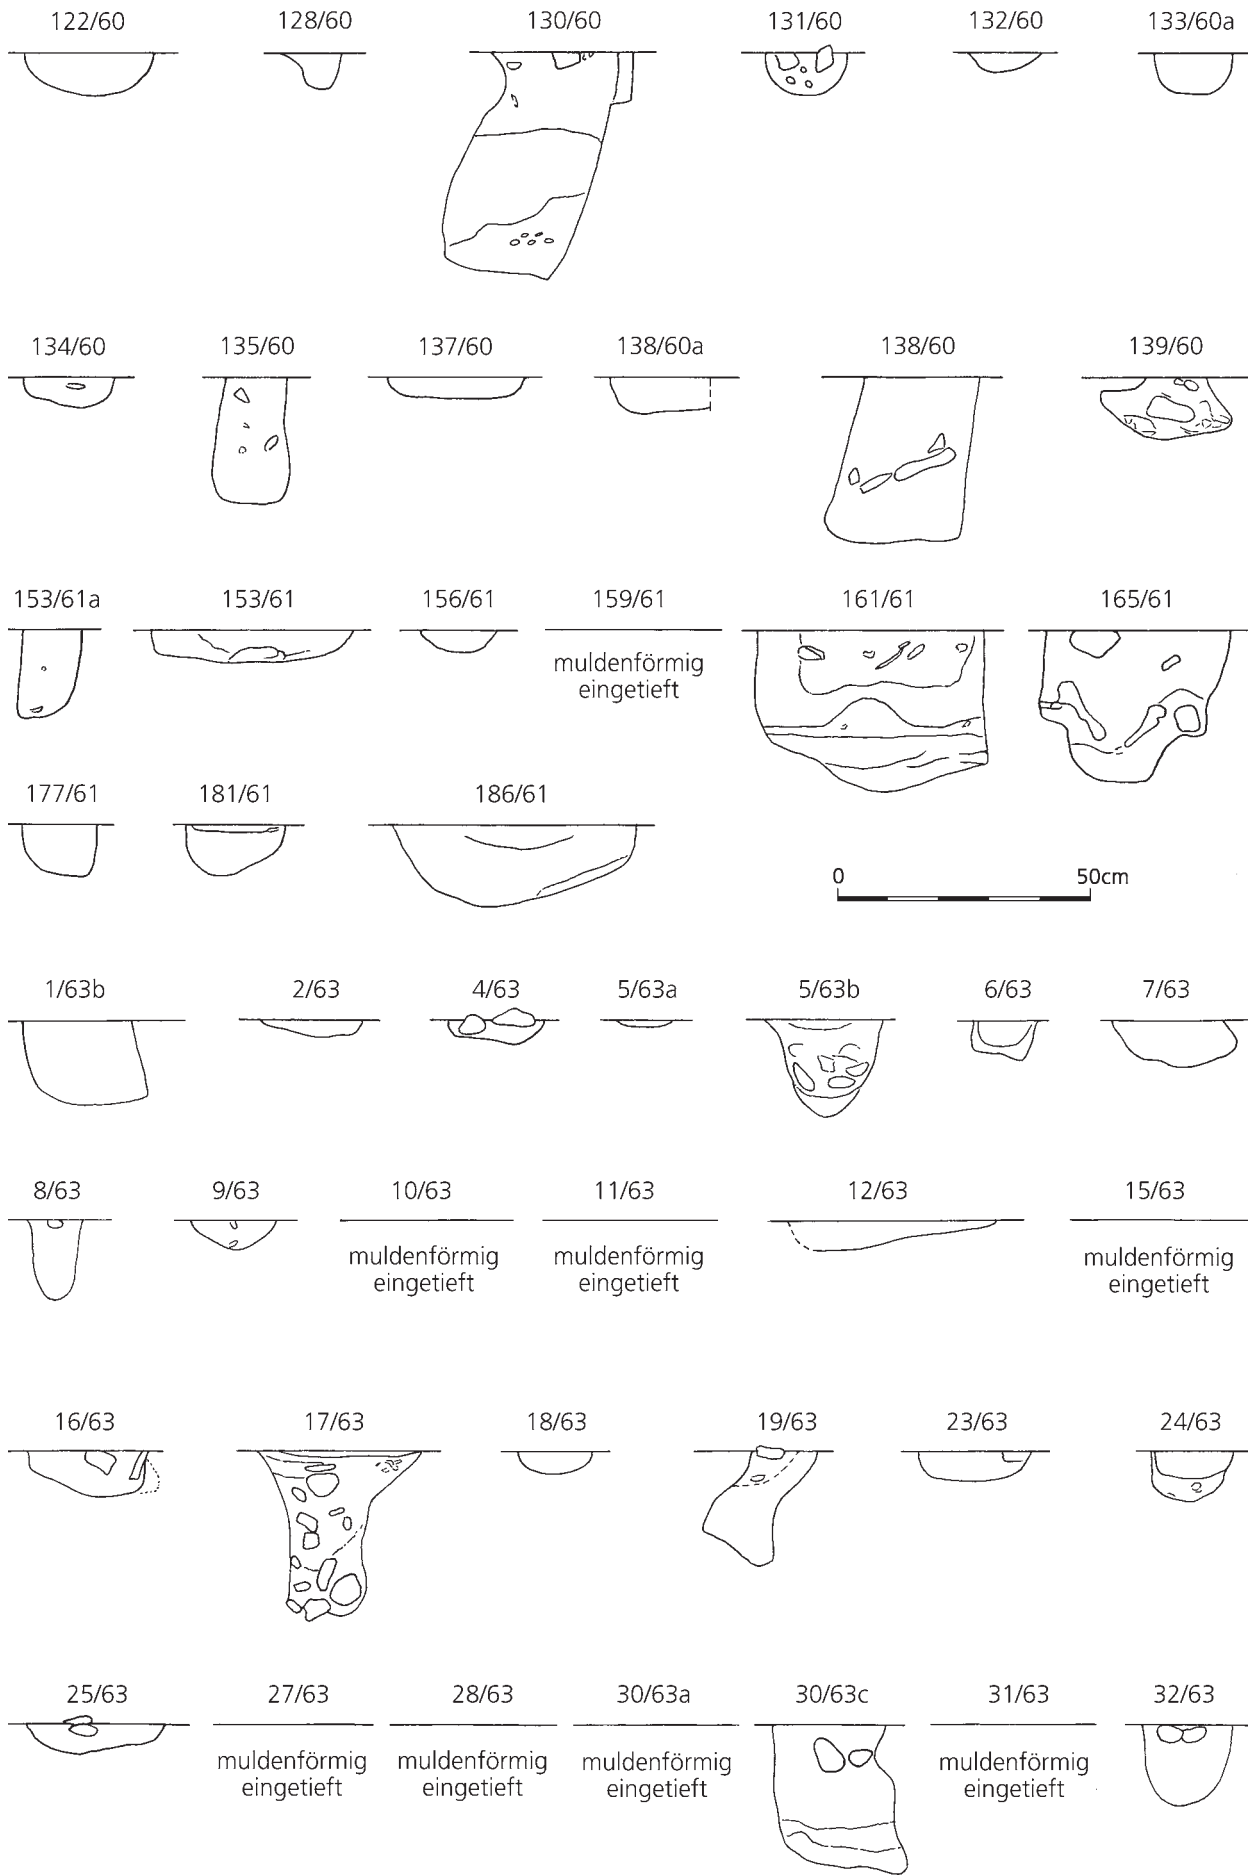 122/60 128/60 130/60 131/60 132/60 133/60a
134/60 135/60 137/60 138/60a 138/60 139/60
153/61a 153/61 156/61 159/61 161/61 165/61
muldenförmig
eingetieft
177/61 181/61 186/61
0 50cm
1/63b 2/63 4/63 5/63a 5/63b 6/63 7/63
8/63 9/63 10/63 11/63 12/63 15/63
muldenförmig muldenförmig muldenförmig
eingetieft eingetieft eingetieft
16/63 17/63 18/63 19/63 23/63 24/63
25/63 27/63 28/63 30/63a 30/63c 31/63 32/63
muldenförmig muldenförmig muldenförmig muldenförmig
eingetieft eingetieft eingetieft eingetieft